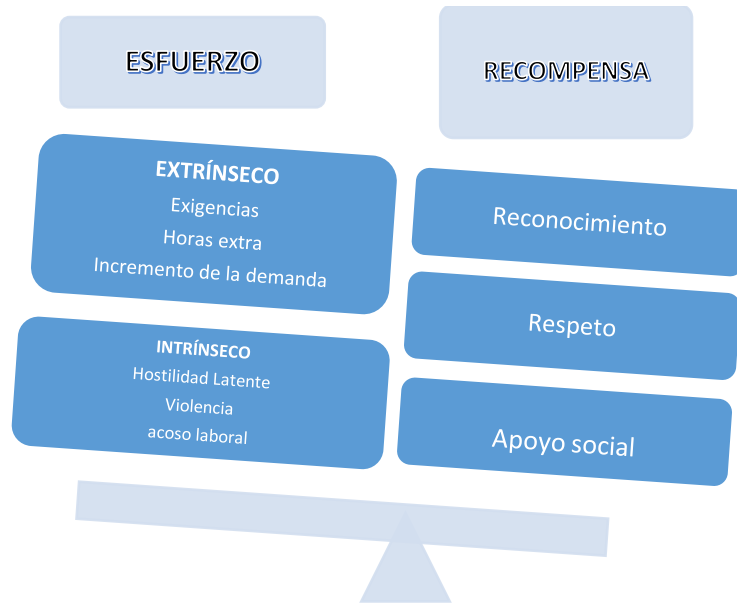 ESFUERZO
RECOMPENSA
EXTRÍNSECO
Exigencias
Horas extra
Incremento de la demanda
INTRÍNSECO
Hostilidad Latente
Violencia
acoso laboral
Reconocimiento
Respeto
Apoyo social